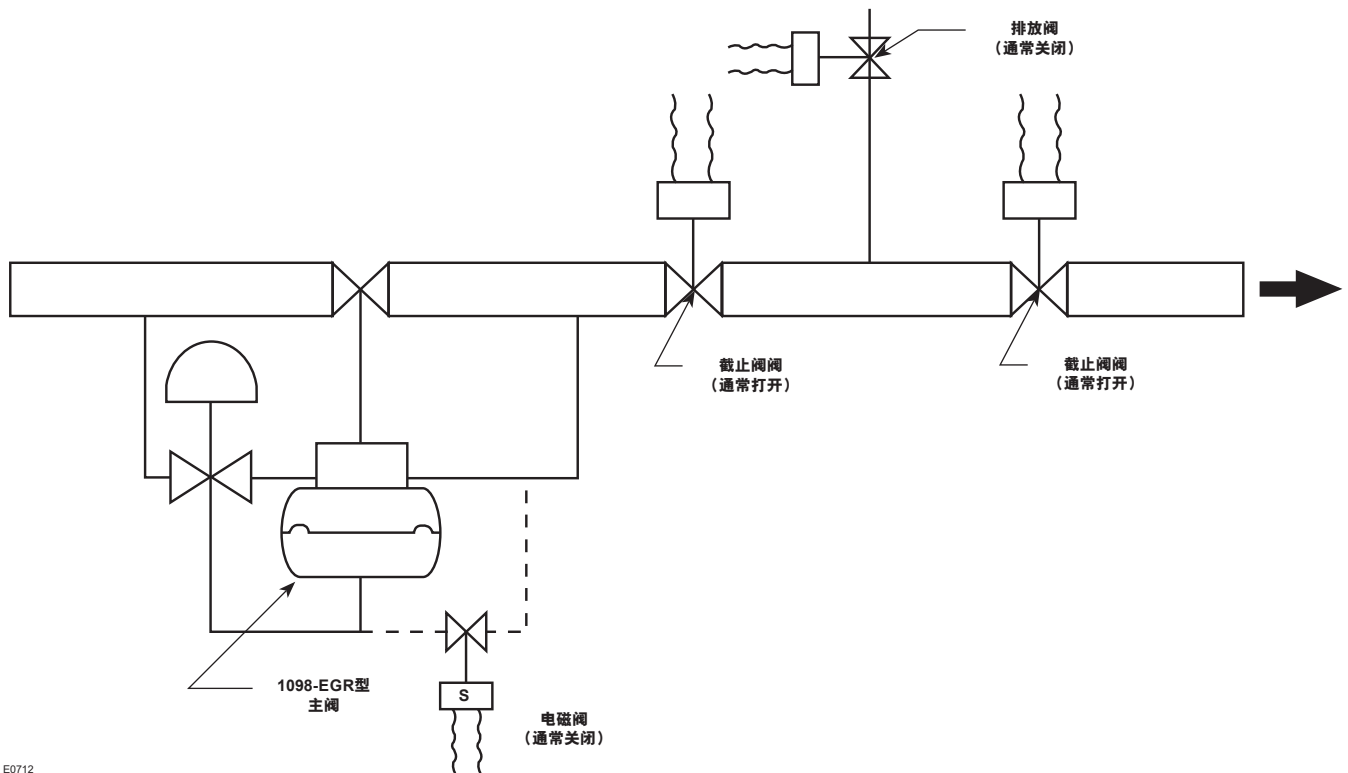 排放阀
（通常关闭）
截止阀阀
（通常打开）
截止阀阀
（通常打开）
1098-EGR型
主阀
S
电磁阀
（通常关闭）
E0712